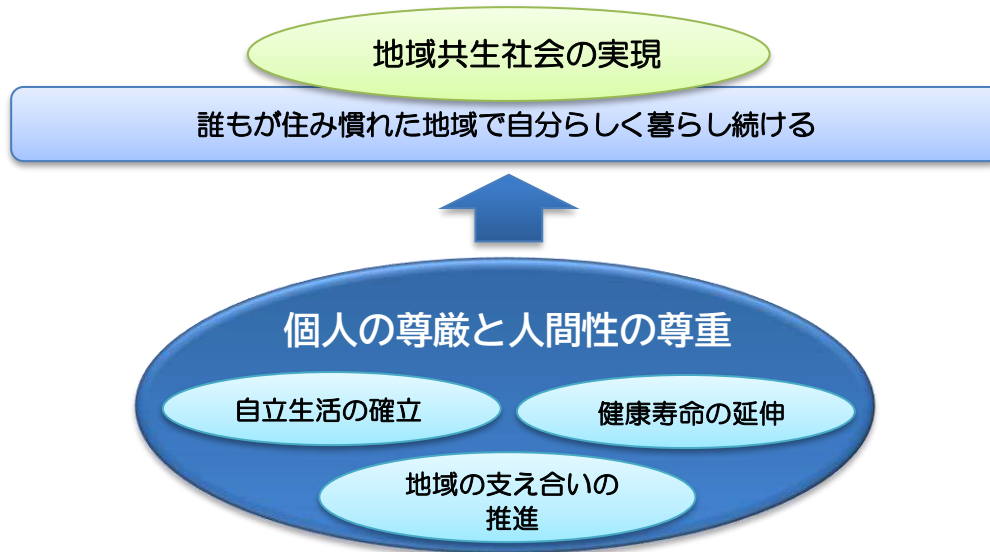 地域共生社会の実現
誰もが住み慣れた地域で自分らしく暮らし続ける
個人の尊厳と人間性の尊重
自立生活の確立
健康寿命の延伸
地域の支え合いの
推進